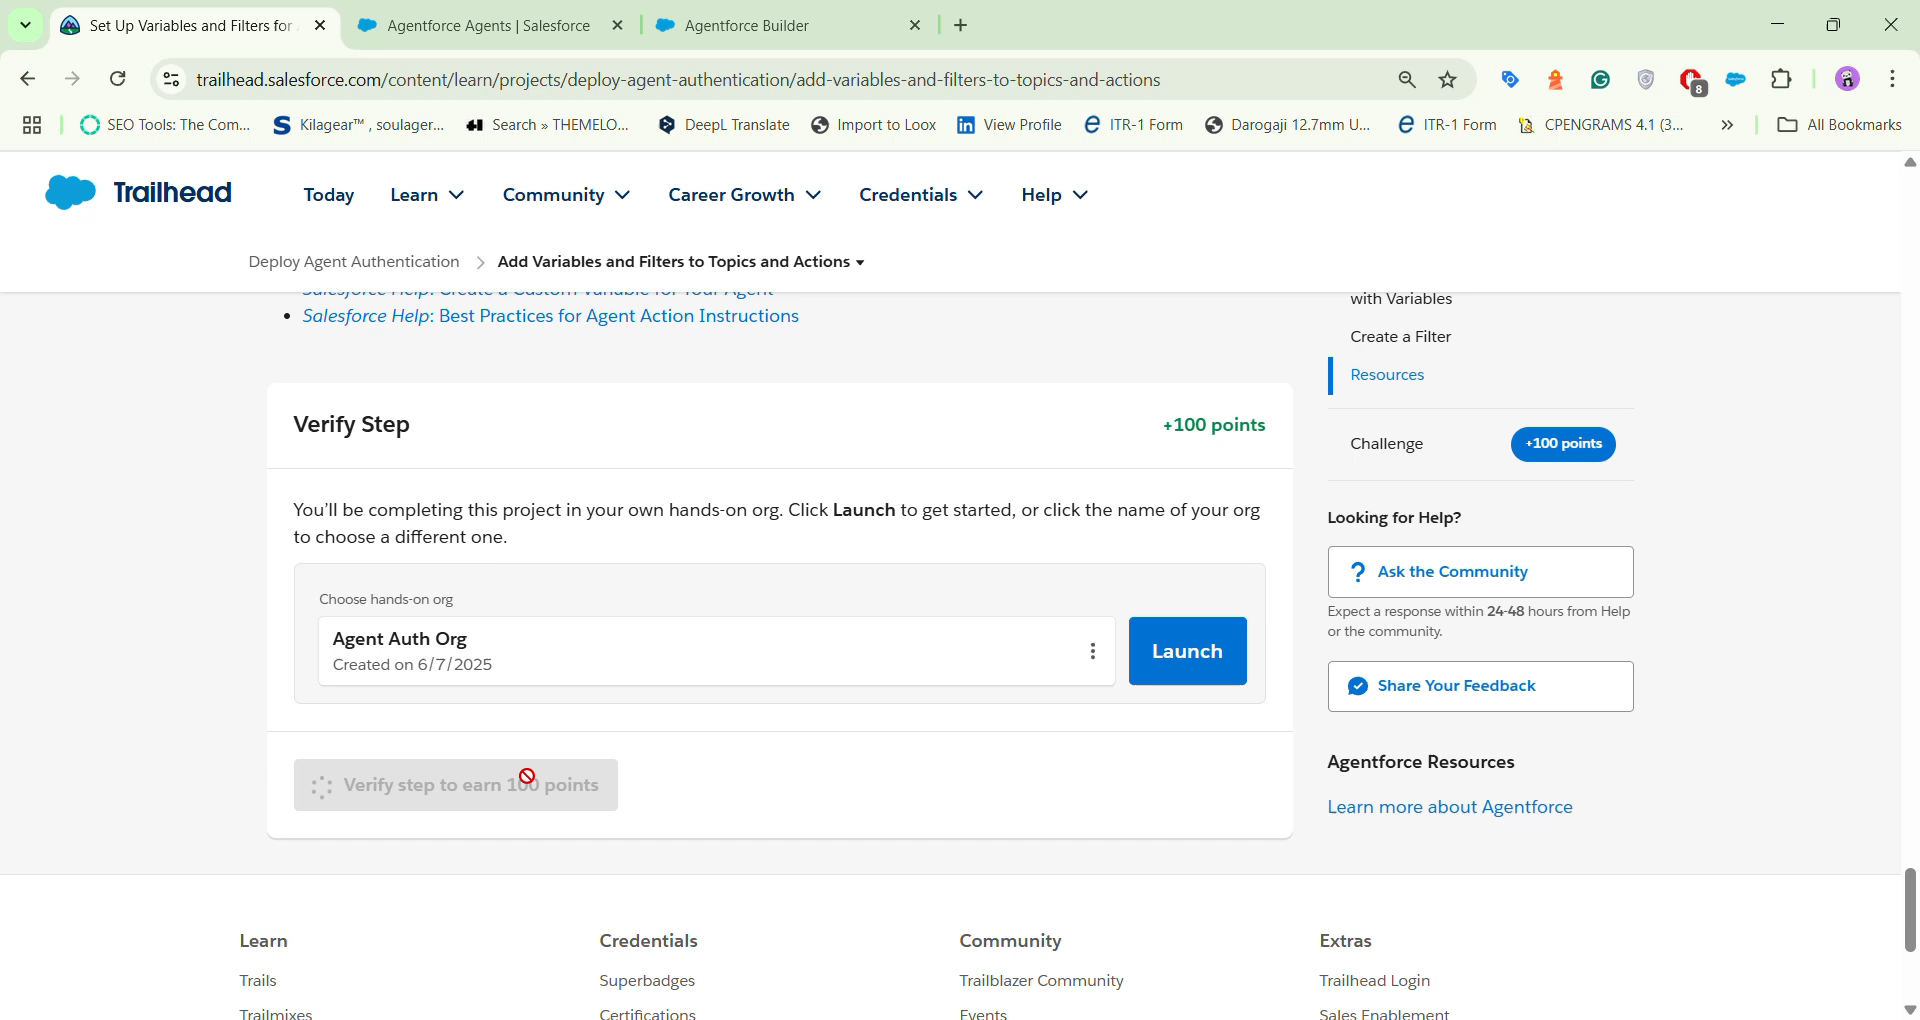 Set Up Variables and Filters for
Agentforce Agents | Salesforce
Agentforce Builder
trailhead.salesforce.com/content/learn/projects/deploy-agent-authentication/add-variables-and-filters-to-topics-and-actions
8
SEO Tools: The Com...
Kilagear™ , soulager...
Search » THEMELO...
DeepL Translate
Import to Loox
View Profile
ITR-1 Form
Darogaji 12.7mm U...
ITR-1 Form
CPENGRAMS 4.1 (3...
All Bookmarks
Trailhead
Today
Learn
Community
Career Growth
Credentials
Help
Deploy Agent Authentication
Add Variables and Filters to Topics and Actions
Salesforce Help: Create a Custom Variable for Your Agent
• Salesforce Help: Best Practices for Agent Action Instructions
with Variables
Create a Filter
Resources
Challenge
+100 points
Verify Step
+100 points
You'll be completing this project in your own hands-on org. Click Launch to get started, or click the name of your org
to choose a different one.
Choose hands-on org
Agent Auth Org
Created on 6/7/2025
Launch
Verify step to earn 100 points
Looking for Help?
Ask the Community
Expect a response within 24-48 hours from Help
or the community.
Share Your Feedback
Agentforce Resources
Learn more about Agentforce
Learn
Credentials
Community
Extras
Trails
Superbadges
Trailblazer Community
Trailhead Login
Trailmixes
Certifications
Events
Sales Enablement